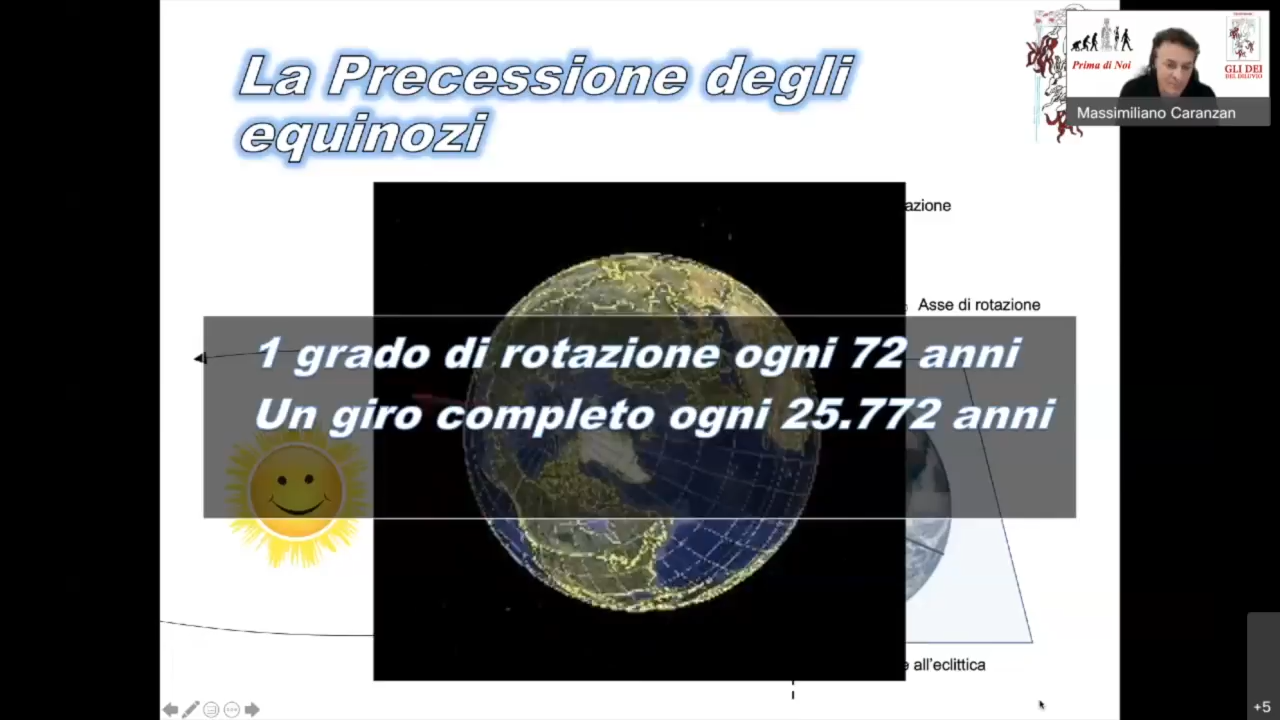 La Precessione degli
equinozi
Prima di Noi
GLI DEI
DEL DILUVIO
Massimiliano Caranzan
azione
Asse di rotazione
1 grado di rotazione ogni 72 anni
Un giro completo ogni 25.772 anni
e all'eclittica
+5